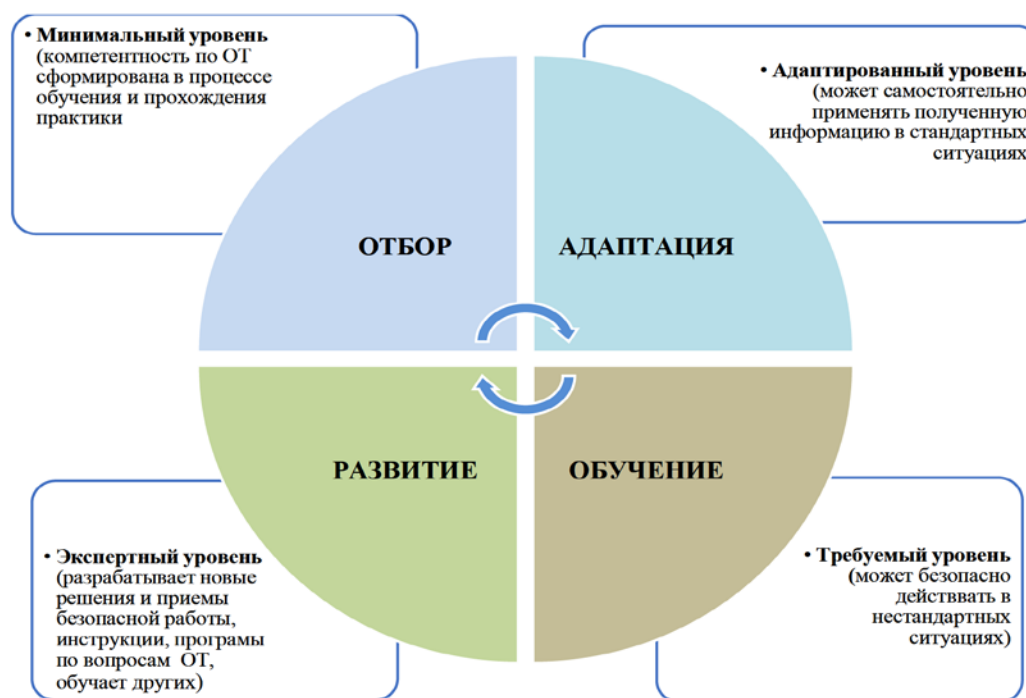 • Минимальный уровень
(компетентность по ОТ
сформирована в процессе
обучения и прохождения
практики
• Адаптированный уровень
(может самостоятельно
применять полученную
информацию в стандартных
ситуациях
ОТБОР
АДАПТАЦИЯ
РАЗВИТИЕ
ОБУЧЕНИЕ
• Экспертный уровень
(разрабатывает новые
решения и приемы
безопасной работы,
инструкции, програмы
по вопросам ОТ,
обучает других)
• Требуемый уровень
(может безопасно
действвать в
нестандартных
ситуациях)